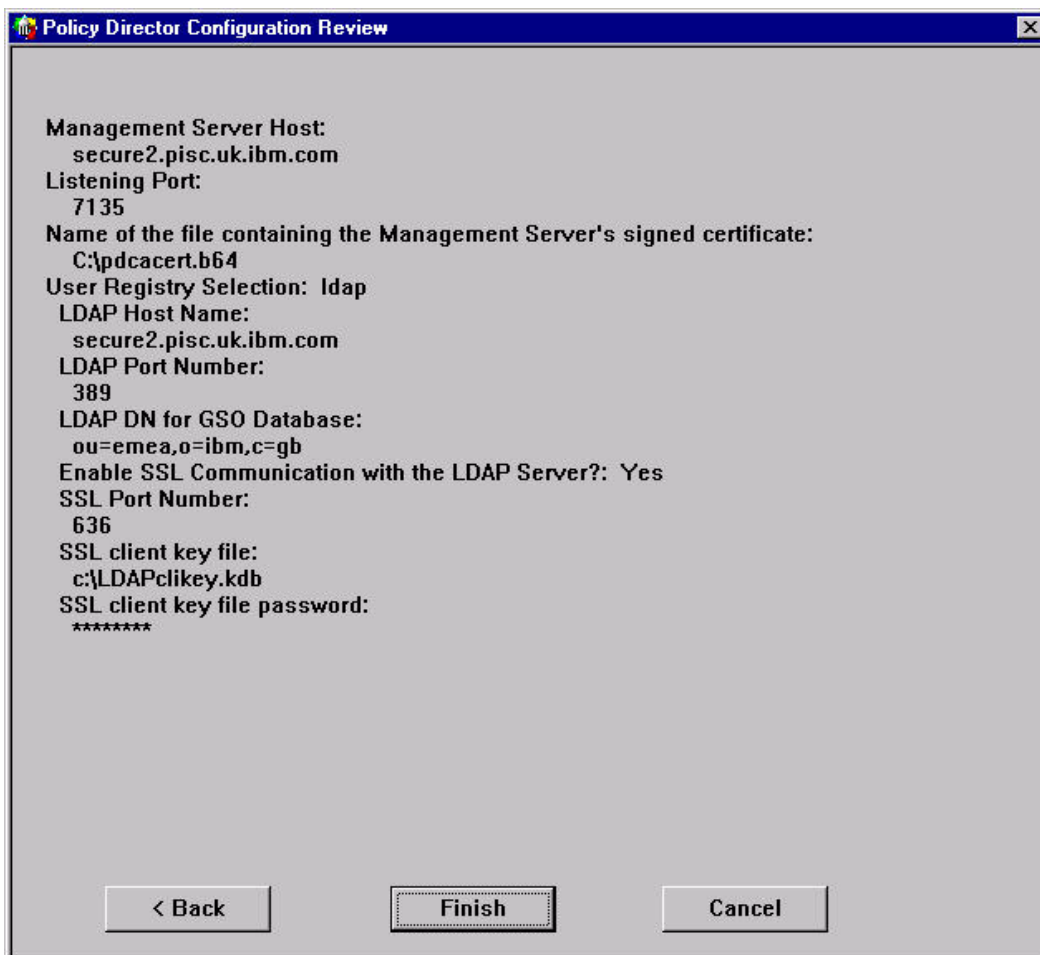 Policy Director Configuration Review
Management Server Host:
secure2.pisc.uk.ibm.com
Listening Port:
7135
Name of the file containing the Management Server's signed certificate:
C:\pdcacert.b64
User Registry Selection: ldap
LDAP Host Name:
secure2.pisc.uk.ibm.com
LDAP Port Number:
389
LDAP DN for GSO Database:
ou=emea,o=ibm,c=gb
Enable SSL Communication with the LDAP Server?: Yes
SSL Port Number:
636
SSL client key file:
c:\LDAPclikey.kdb
SSL client key file password:
********
< Back Finish Cancel